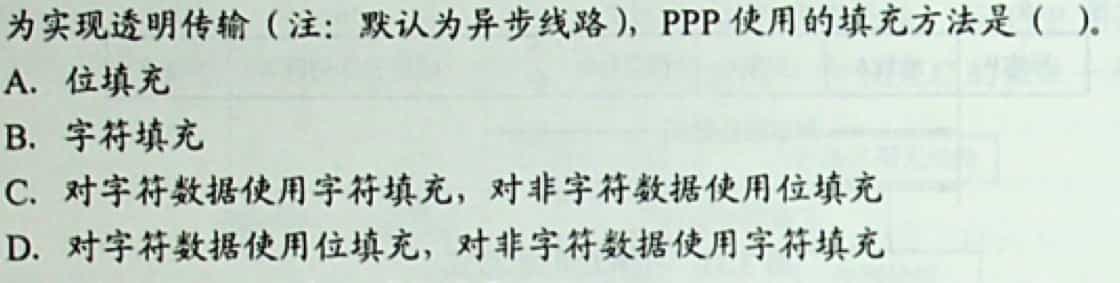 为实现透明传输（注：默认为异步线路），PPP 使用的填充方法是（ ）。
A. 位填充
B. 字符填充
C. 对字符数据使用字符填充，对非字符数据使用位填充
D. 对字符数据使用位填充，对非字符数据使用字符填充